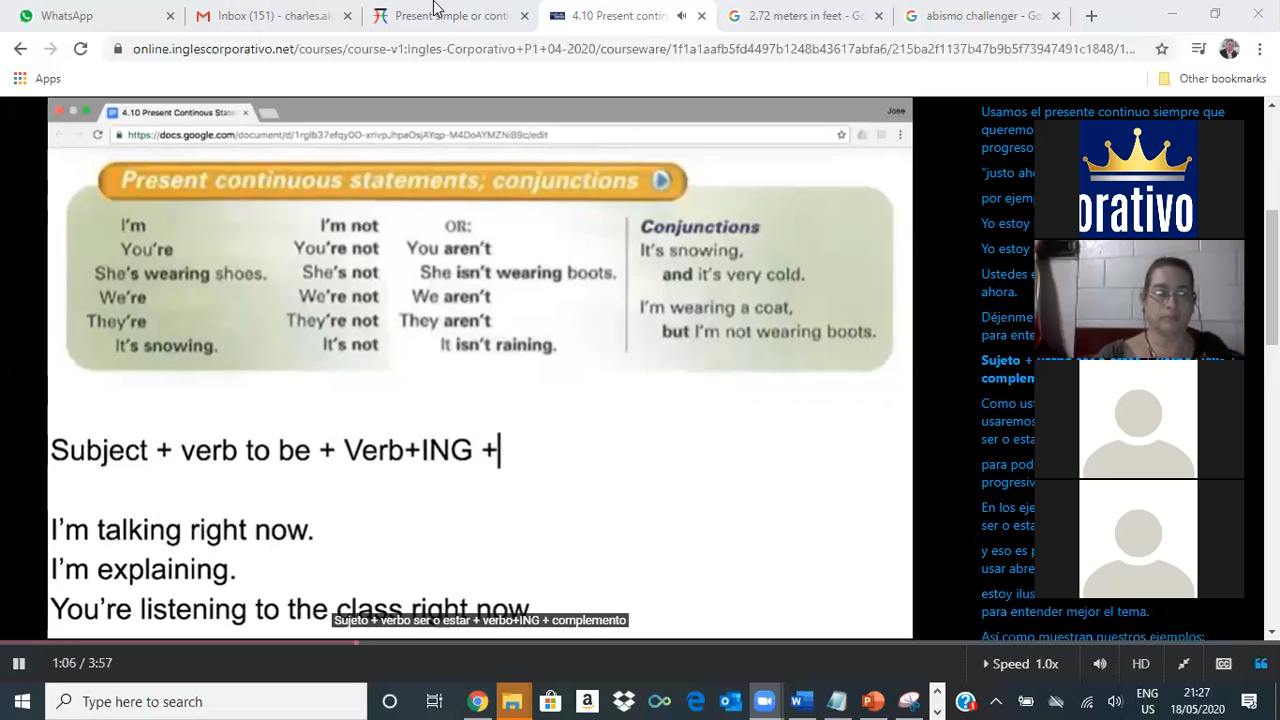 WhatsApp
Inbox (151) - charles.al
Present simple or conti
4.10 Present contin
2.72 meters in feet - Go
abismo challenger - Go
online.inglescorporativo.net/courses/course-v1:Ingles-Corporativo+P1+04-2020/courseware/1f1a1aafb5fd4497b1248b43617abfa6/215ba2f1137b47b9b5f73947491c1848/1...
Apps
Other bookmarks
4.10 Present Continous State
Jose
https://docs.google.com/document/d/
/edit
Present continuous statements; conjunctions
I'm I'm not OR: Conjunctions
You're You're not You aren't It's snowing,
She's wearing shoes. She's not She isn't wearing boots. and it's very cold.
We're We're not We aren't I'm wearing a coat,
They're They're not They aren't but I'm not wearing boots.
It's snowing. It's not It isn't raining.
Subject + verb to be + Verb+ING +
I'm talking right now.
I'm explaining.
You're listening to the class right now
Sujeto + verbo ser o estar + verbo+ING + complemento
Usamos el presente continuo siempre que
queremo
progreso
"justo aho
por ejem
Yo estoy
Yo estoy
Ustedes e
ahora.
Déjenme
para ente
Sujeto +
complem
Como ust
usaremos
ser o esta
para pod
progresiv
En los eje
ser o esta
y eso es p
usar abre
estoy ilus
para entender mejor el tema.
Así como muestran nuestros ejemplos:
orativo
1:06 / 3:57
Speed 1.0x
HD
Type here to search
ENG
US
21:27
18/05/2020